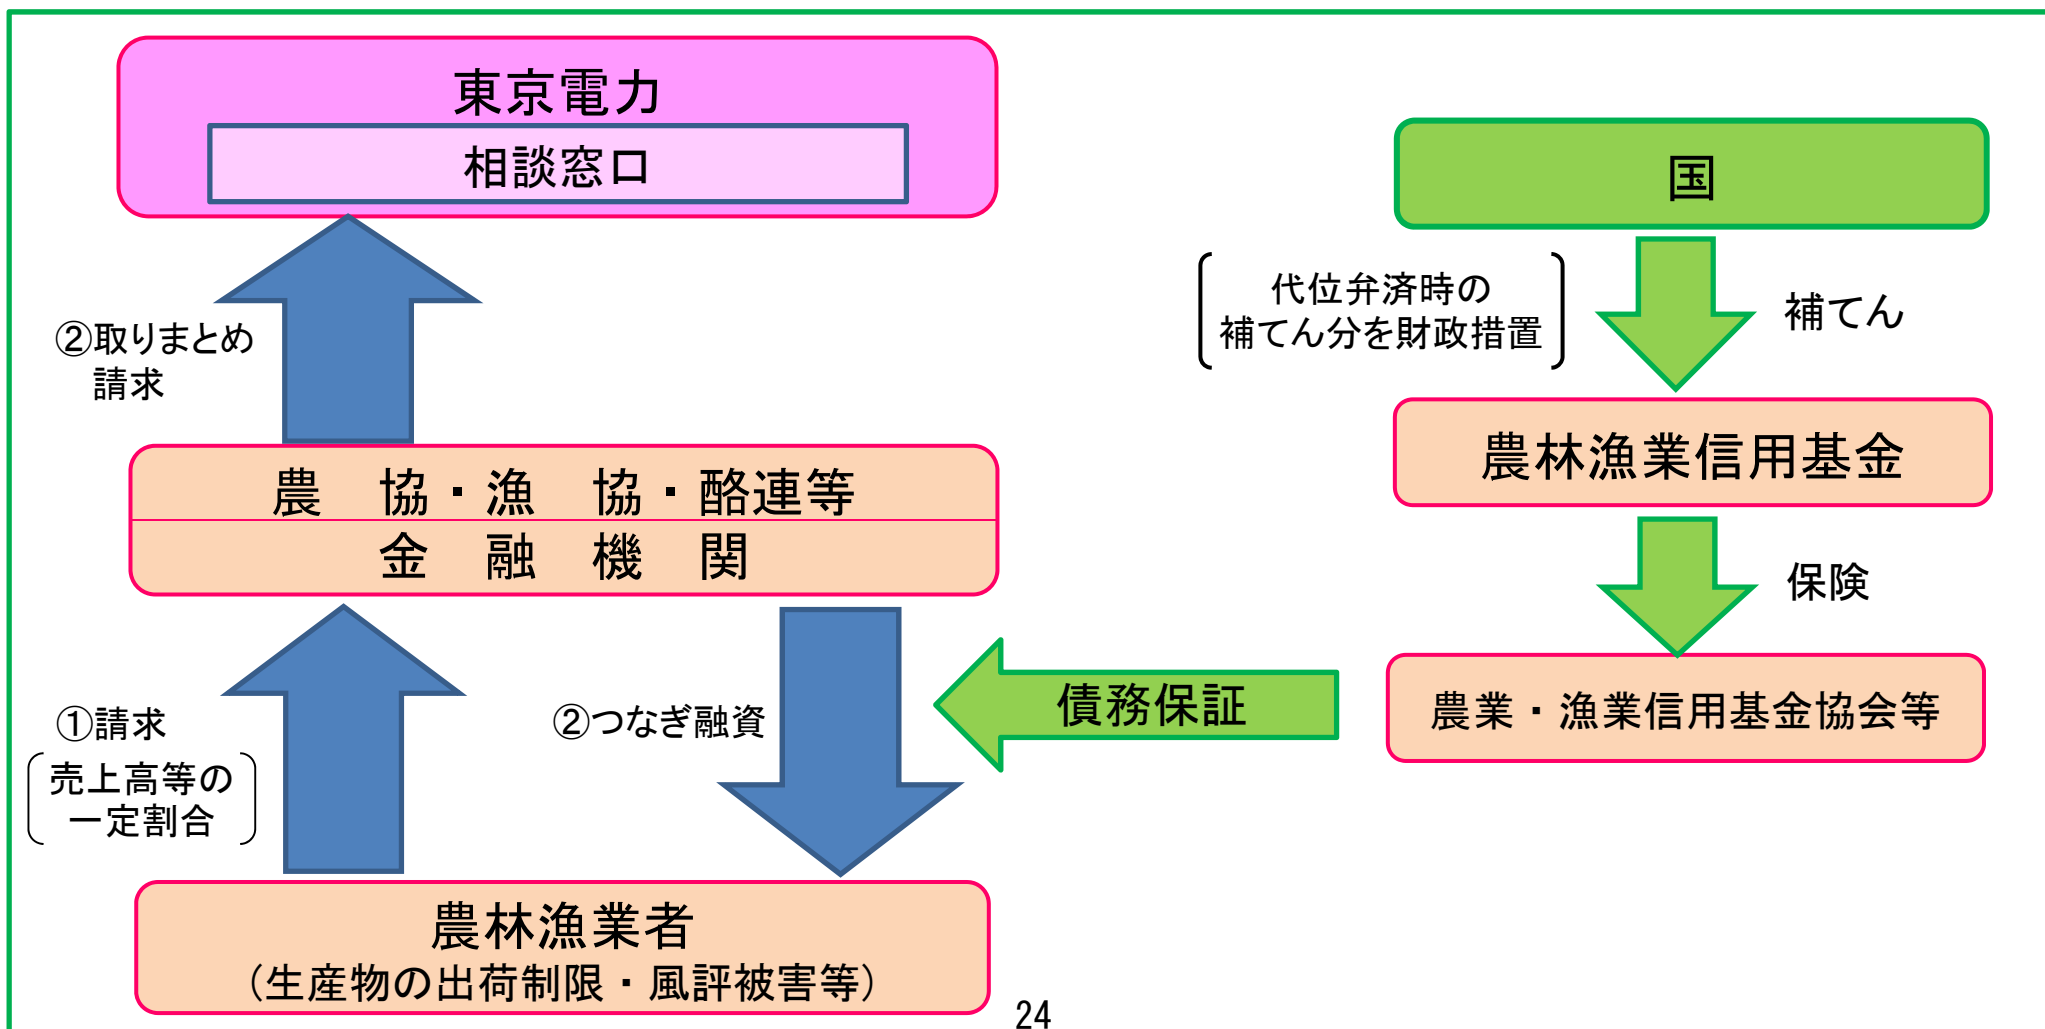 東京電力
相談窓口
国
代位弁済時の
補てん分を財政措置
補てん
②取りまとめ
請求
農林漁業信用基金
農　協・漁　協・酪連等
金　融　機　関
保険
①請求
売上高等の
一定割合
②つなぎ融資
債務保証
農業・漁業信用基金協会等
農林漁業者
(生産物の出荷制限・風評被害等)
24